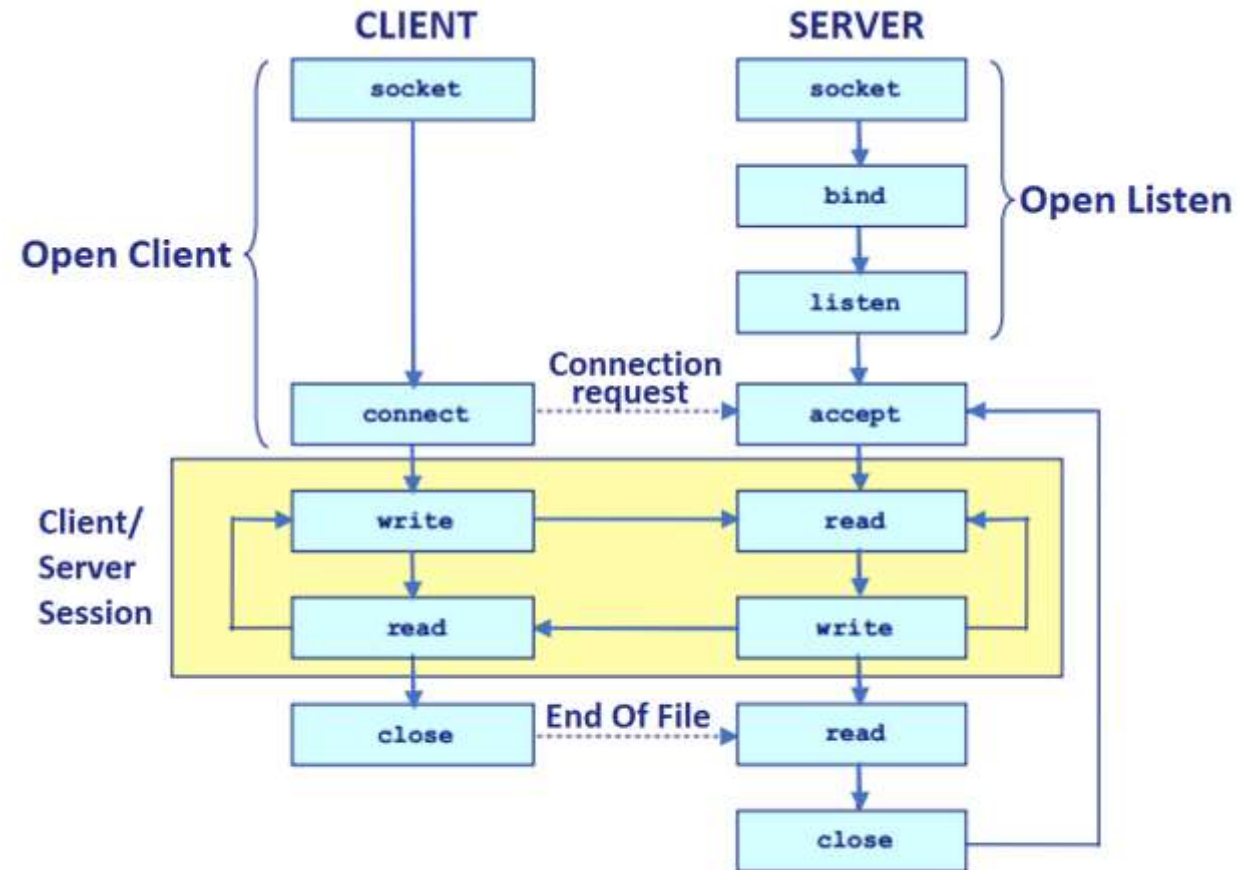 CLIENT
SERVER
socket
socket
bind
Open Listen
Open Client
listen
Connection
request
connect
accept
Client/
Server
Session
write
read
read
write
close
End Of File
read
close